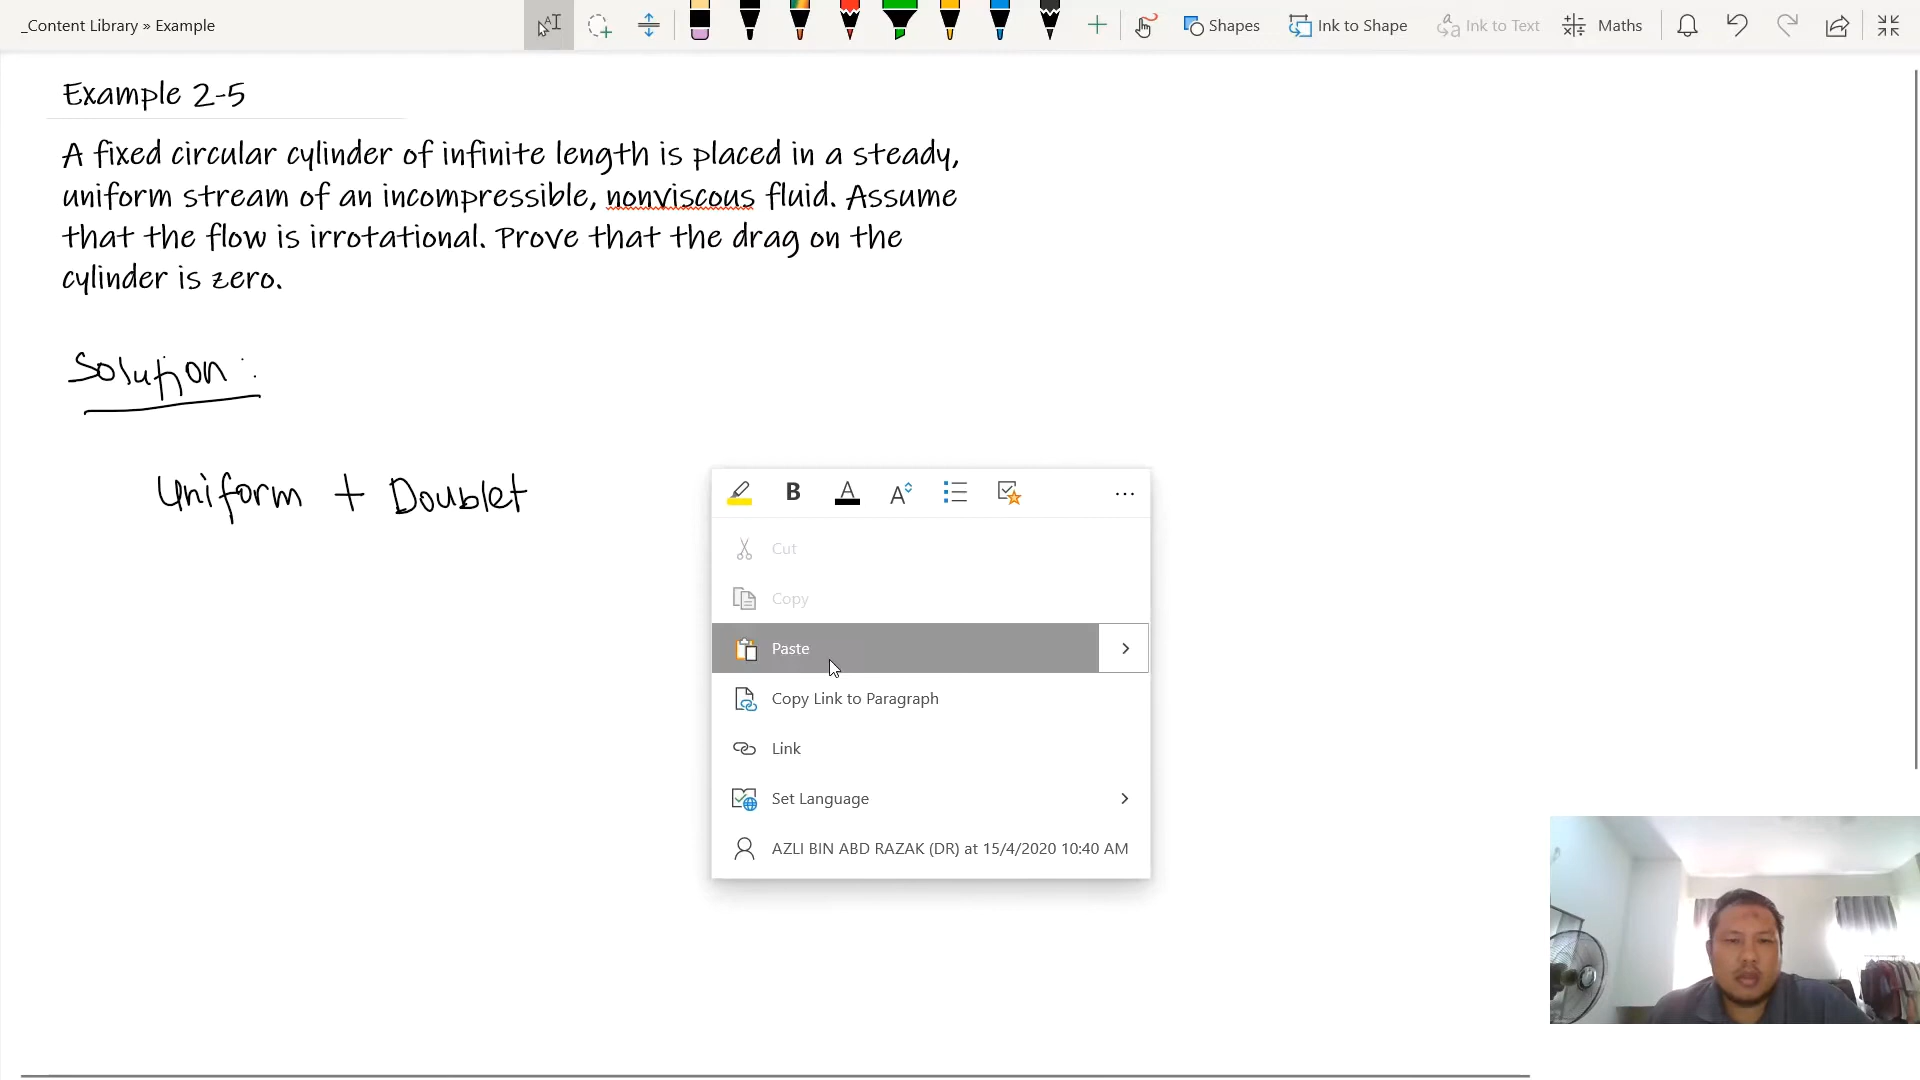 _Content Library » Example
Shapes
Ink to Shape
Ink to Text
Maths
Example 2-5
A fixed circular cylinder of infinite length is placed in a steady,
uniform stream of an incompressible, nonviscous fluid. Assume
that the flow is irrotational. Prove that the drag on the
cylinder is zero.
Solution:
Uniform + Doublet
B A A
Cut
Copy
Paste
Copy Link to Paragraph
Link
Set Language
AZLI BIN ABD RAZAK (DR) at 15/4/2020 10:40 AM